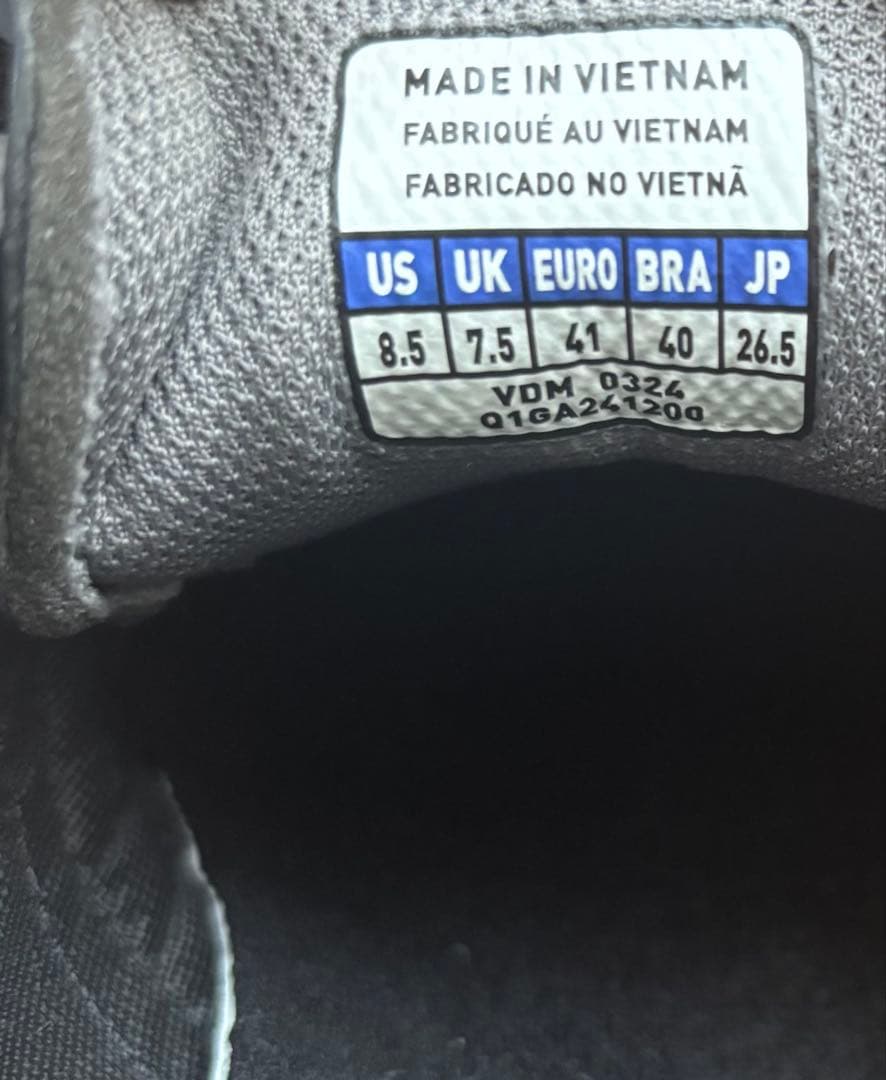 MADE IN VIETNAM
FABRIQUÉ AU VIETNAM
FABRICADO NO VIETNÃ
US UK EURO BRA JP
8.5 7.5 41 40 26.5
VDM 0324
Q1GA241200